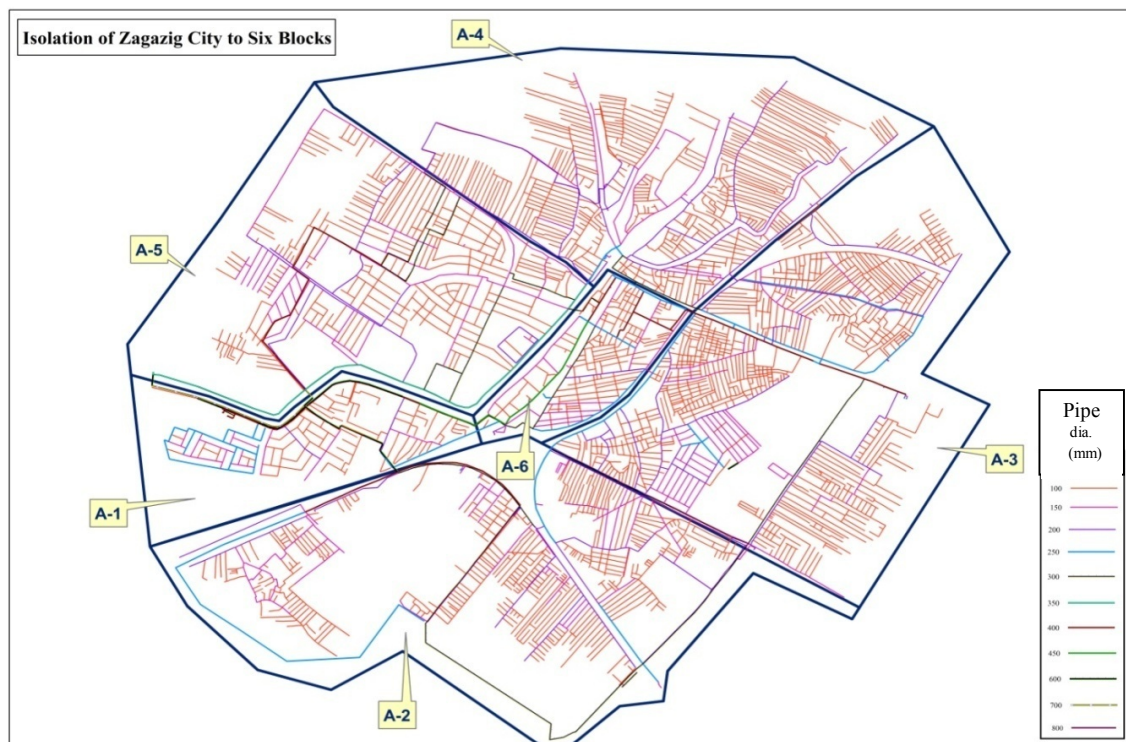 Isolation of Zagazig City to Six Blocks
A-4
A-5
A-3
A-6
A-1
A-2
Pipe
dia.
(mm)
100
150
200
250
300
350
400
450
600
700
800